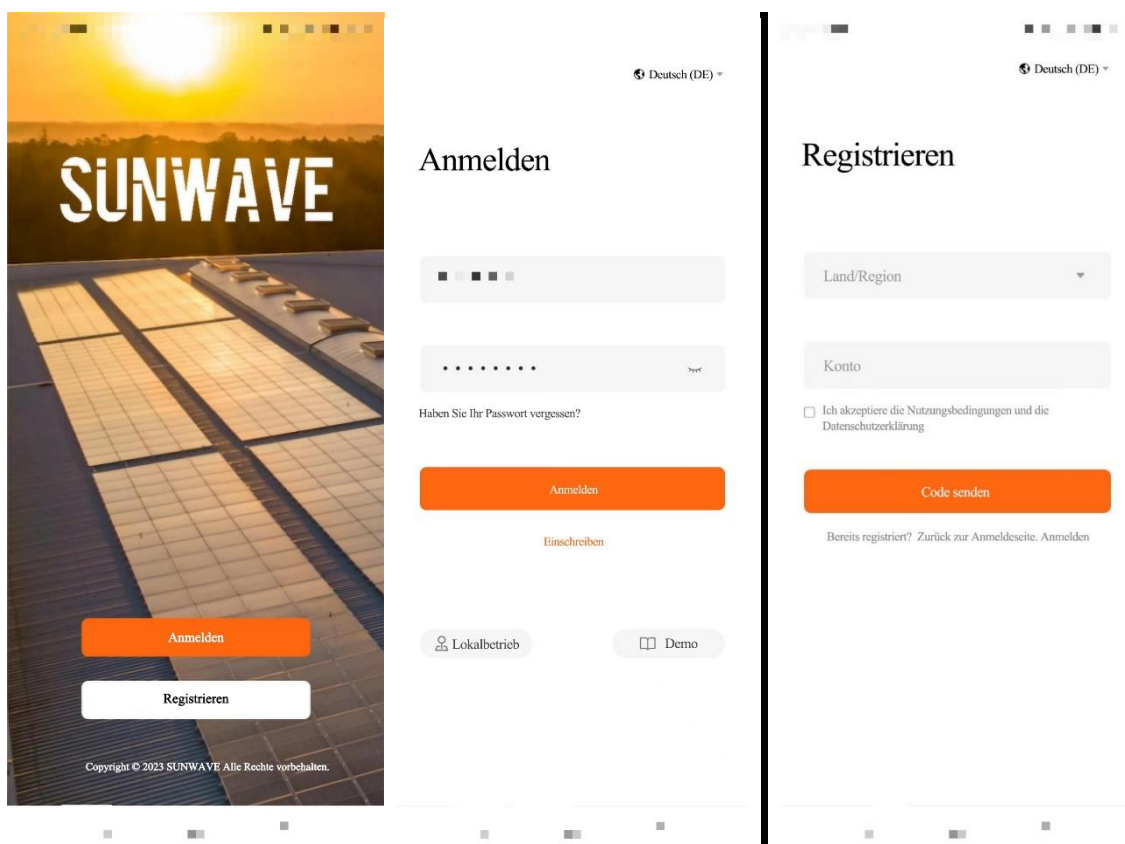 SUNWAVE
Anmelden
Registrieren
Copyright © 2023 SUNWAVE Alle Rechte vorbehalten.
Deutsch (DE)
Anmelden
Haben Sie Ihr Passwort vergessen?
Anmelden
Einschreiben
Lokalbetrieb
Demo
Deutsch (DE)
Registrieren
Land/Region
Konto
Ich akzeptiere die Nutzungsbedingungen und die
Datenschutzerklärung
Code senden
Bereits registriert? Zurück zur Anmeldeseite. Anmelden